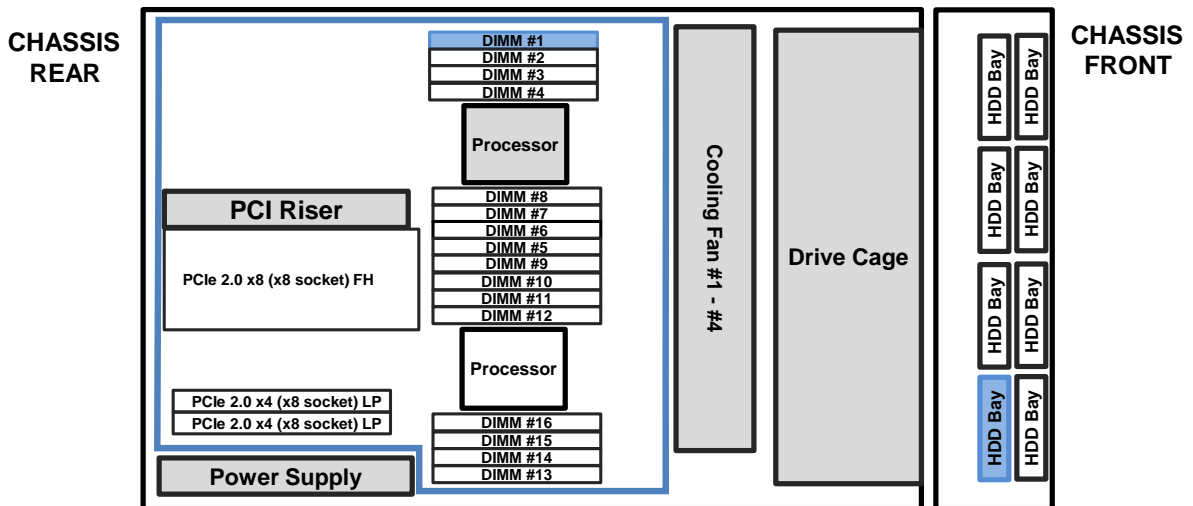 CHASSIS
REAR
DIMM #1
DIMM #2
DIMM #3
DIMM #4
Processor
DIMM #8
DIMM #7
DIMM #6
DIMM #5
DIMM #9
DIMM #10
DIMM #11
DIMM #12
Processor
DIMM #16
DIMM #15
DIMM #14
DIMM #13
PCI Riser
PCIe 2.0 x8 (x8 socket) FH
PCIe 2.0 x4 (x8 socket) LP
PCIe 2.0 x4 (x8 socket) LP
Power Supply
Cooling Fan #1 - #4
Drive Cage
HDD Bay
HDD Bay
HDD Bay
HDD Bay
HDD Bay
HDD Bay
HDD Bay
HDD Bay
CHASSIS
FRONT